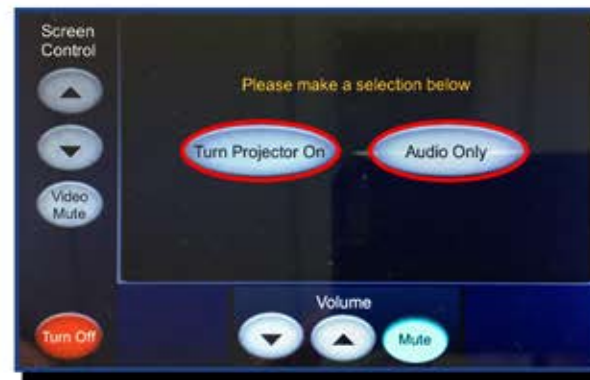 Screen
Control
Please make a selection below
Turn Projector On
Audio Only
Video
Mute
Volume
Turn Off
Mute